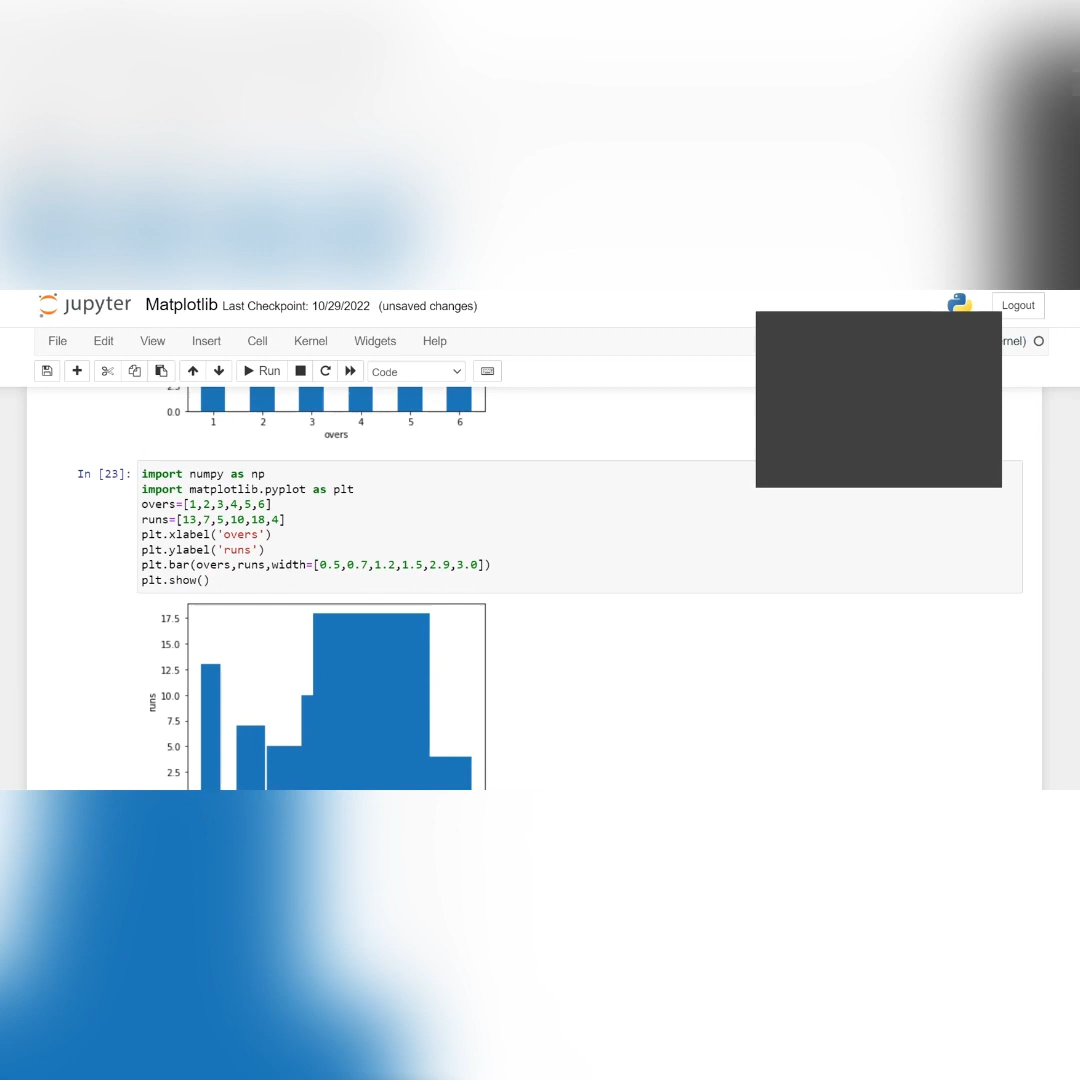 jupyter Matplotlib Last Checkpoint: 10/29/2022 (unsaved changes)
Logout
File Edit View Insert Cell Kernel Widgets Help
rnel)
Run Code
2.5
0.0
1 2 3 4 5 6
overs
In [23]:
import numpy as np
import matplotlib.pyplot as plt
overs=[1,2,3,4,5,6]
runs=[13,7,5,10,18,4]
plt.xlabel('overs')
plt.ylabel('runs')
plt.bar(overs,runs,width=[0.5,0.7,1.2,1.5,2.9,3.0])
plt.show()
17.5
15.0
12.5
10.0
runs
7.5
5.0
2.5